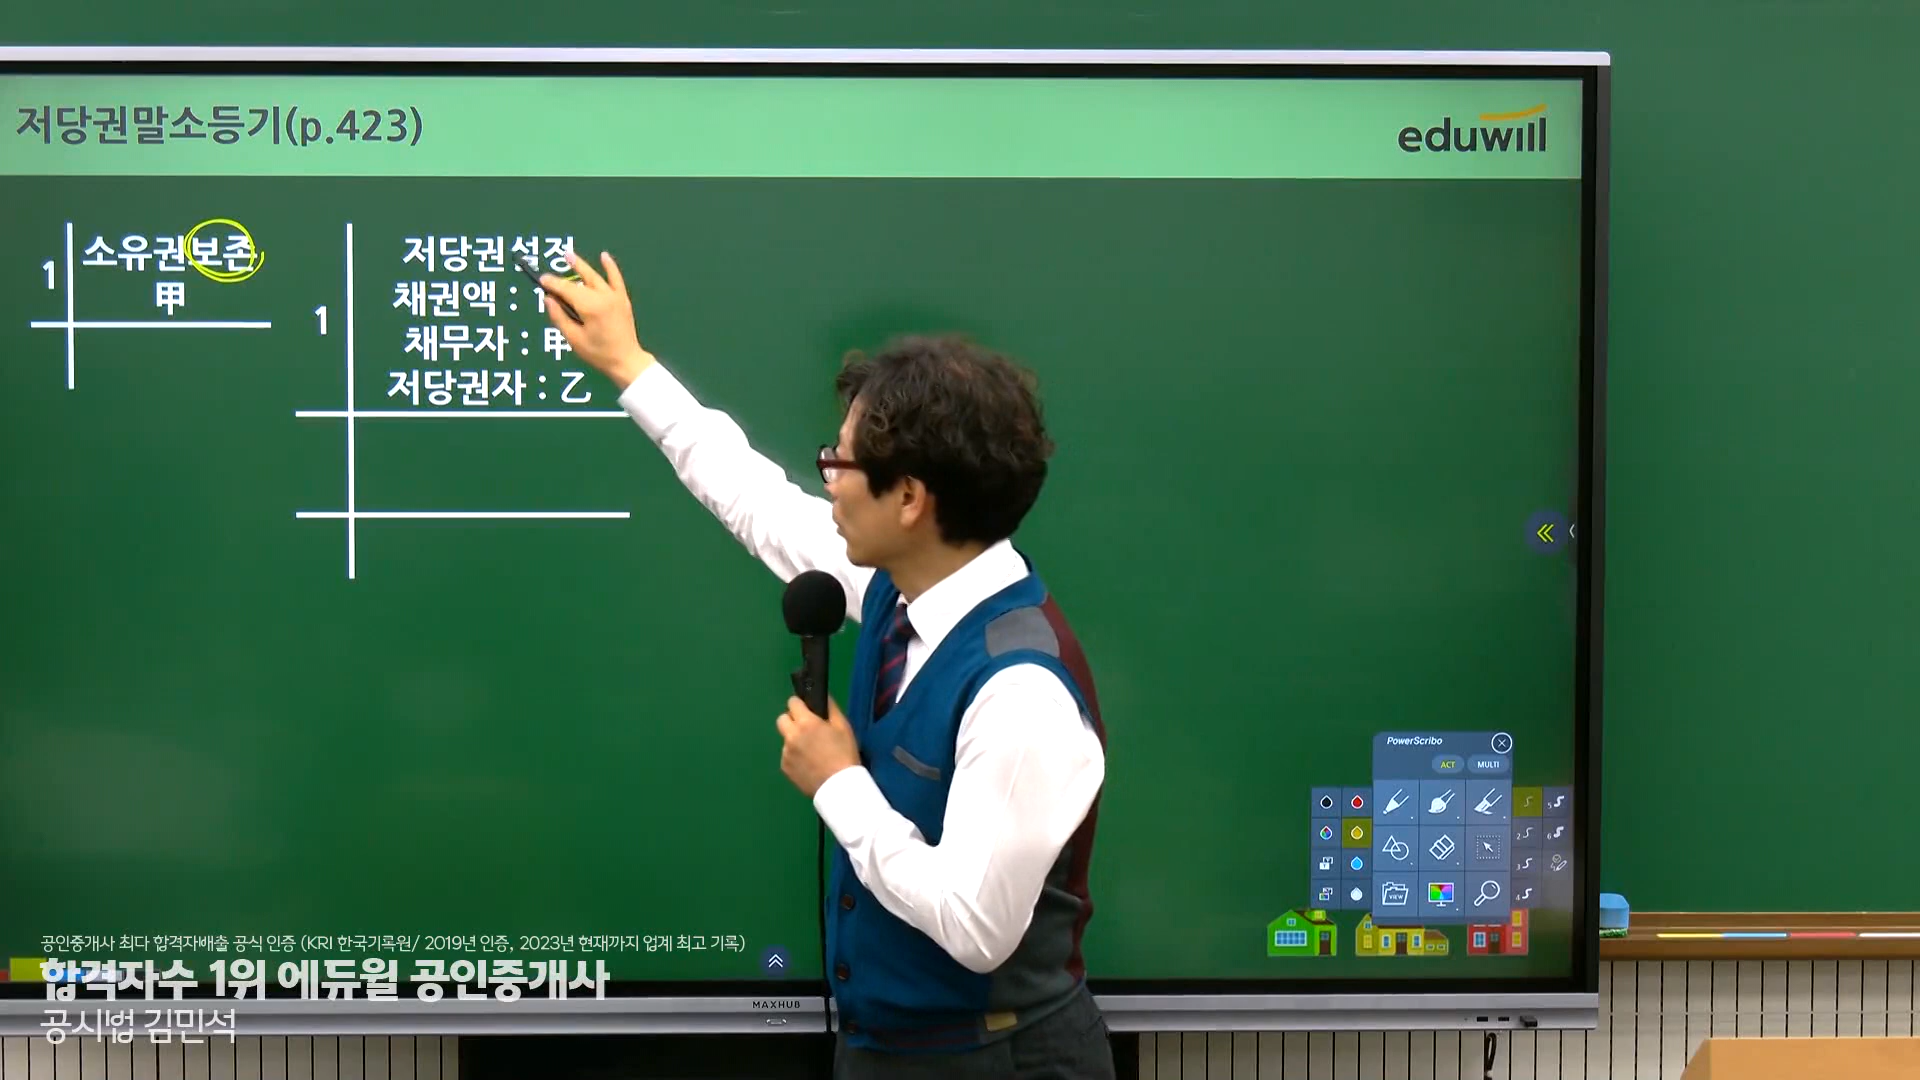 저당권말소등기(p.423)
eduwill
1
소유권보존
甲
1
저당권설정
채권액 : 1
채무자 : 甲
저당권자 : 乙
PowerScribo
ACT
MULTI
VIEW
공인중개사 최다 합격자배출 공식 인증 (KRI 한국기록원/ 2019년 인증, 2023년 현재까지 업계 최고 기록)
합격자수 1위 에듀윌 공인중개사
공시법 김민석
MAXHUB